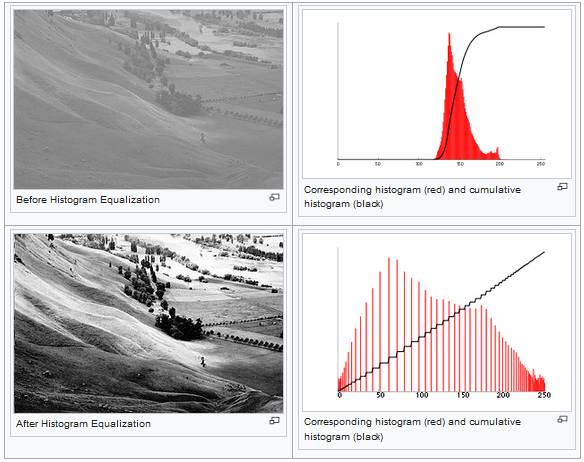 0 50 100 150 200 250
Before Histogram Equalization
Corresponding histogram (red) and cumulative
histogram (black)
0 50 100 150 200 250
After Histogram Equalization
Corresponding histogram (red) and cumulative
histogram (black)